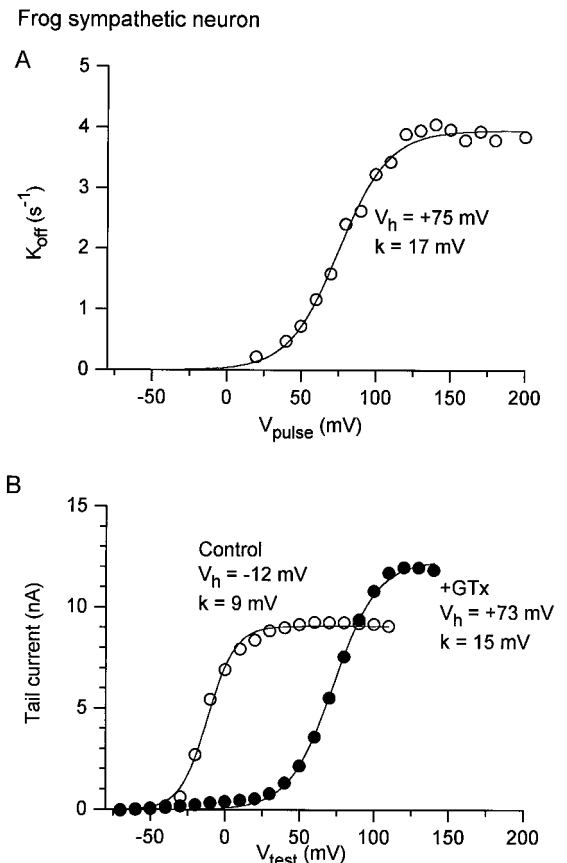 Frog sympathetic neuron
A
5
4
3
2
1
0
K_off (s^-1)
V_h = +75 mV
k = 17 mV
-50 0 50 100 150 200
V_pulse (mV)
B
15
10
5
0
Tail current (nA)
Control
V_h = -12 mV
k = 9 mV
+GTx
V_h = +73 mV
k = 15 mV
-50 0 50 100 150 200
V_test (mV)